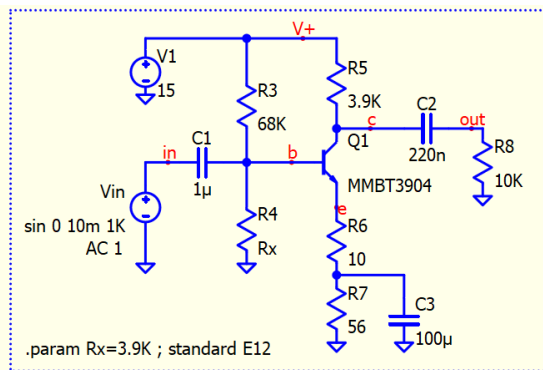 V+
V1
15
R3
68K
R5
3.9K
C2
220n
c
out
Q1
R8
10K
in
C1
1µ
b
MMBT3904
Vin
sin 0 10m 1K
AC 1
R4
Rx
e
R6
10
R7
56
C3
100µ
.param Rx=3.9K ; standard E12